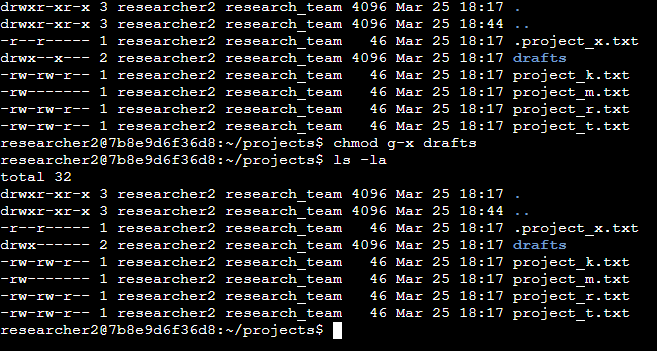 drwxr-xr-x 3 researcher2 research_team 4096 Mar 25 18:17 .
drwxr-xr-x 3 researcher2 research_team 4096 Mar 25 18:44 ..
-r--r----- 1 researcher2 research_team   46 Mar 25 18:17 .project_x.txt
drwx--x--- 2 researcher2 research_team 4096 Mar 25 18:17 drafts
-rw-rw-r-- 1 researcher2 research_team   46 Mar 25 18:17 project_k.txt
-rw------- 1 researcher2 research_team   46 Mar 25 18:17 project_m.txt
-rw-rw-r-- 1 researcher2 research_team   46 Mar 25 18:17 project_r.txt
-rw-rw-r-- 1 researcher2 research_team   46 Mar 25 18:17 project_t.txt
researcher2@7b8e9d6f36d8:~/projects$ chmod g-x drafts
researcher2@7b8e9d6f36d8:~/projects$ ls -la
total 32
drwxr-xr-x 3 researcher2 research_team 4096 Mar 25 18:17 .
drwxr-xr-x 3 researcher2 research_team 4096 Mar 25 18:44 ..
-r--r----- 1 researcher2 research_team   46 Mar 25 18:17 .project_x.txt
drwx------ 2 researcher2 research_team 4096 Mar 25 18:17 drafts
-rw-rw-r-- 1 researcher2 research_team   46 Mar 25 18:17 project_k.txt
-rw------- 1 researcher2 research_team   46 Mar 25 18:17 project_m.txt
-rw-rw-r-- 1 researcher2 research_team   46 Mar 25 18:17 project_r.txt
-rw-rw-r-- 1 researcher2 research_team   46 Mar 25 18:17 project_t.txt
researcher2@7b8e9d6f36d8:~/projects$